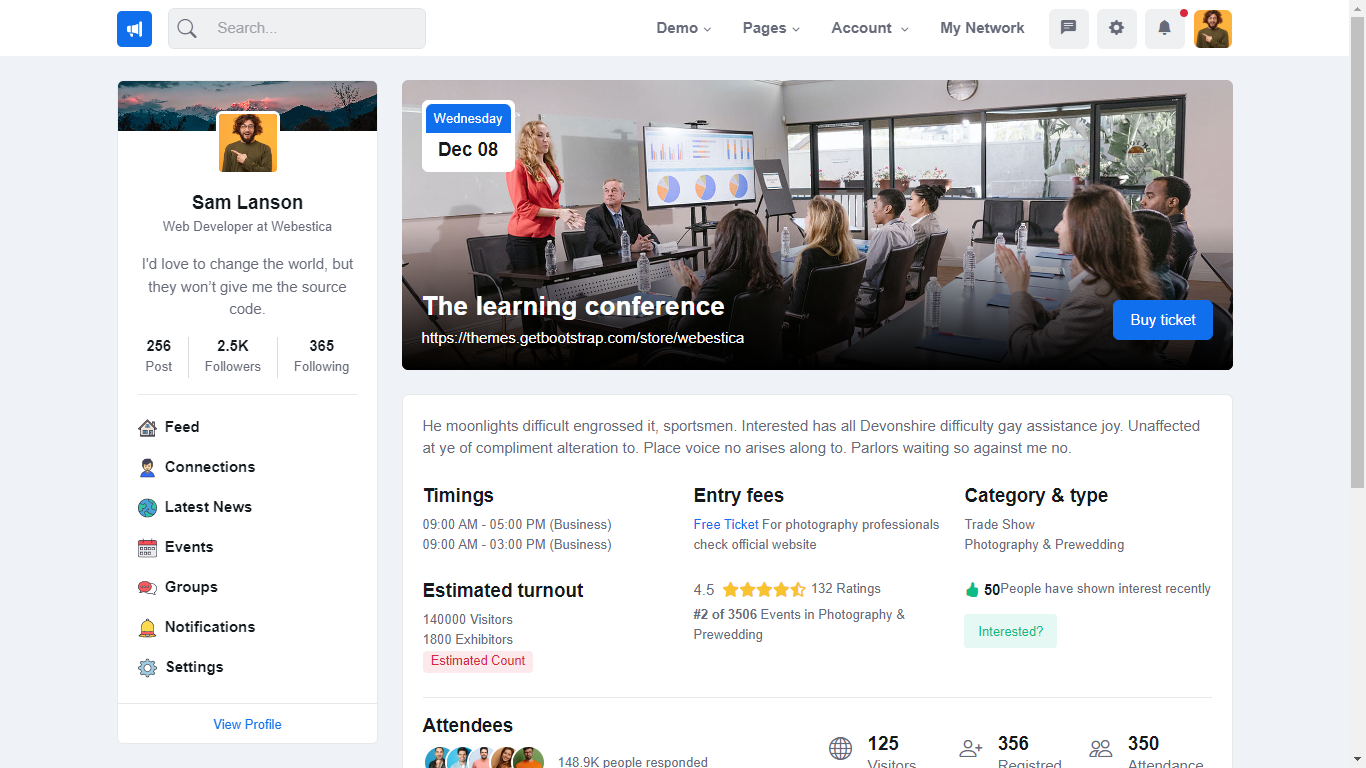 Search...
Demo
Pages
Account
My Network
Sam Lanson
Web Developer at Webestica
I'd love to change the world, but
they won’t give me the source
code.
256
Post
2.5K
Followers
365
Following
Feed
Connections
Latest News
Events
Groups
Notifications
Settings
View Profile
Wednesday
Dec 08
The learning conference
https://themes.getbootstrap.com/store/webestica
Buy ticket
He moonlights difficult engrossed it, sportsmen. Interested has all Devonshire difficulty gay assistance joy. Unaffected
at ye of compliment alteration to. Place voice no arises along to. Parlors waiting so against me no.
Timings
09:00 AM - 05:00 PM (Business)
09:00 AM - 03:00 PM (Business)
Entry fees
Free Ticket For photography professionals
check official website
Category & type
Trade Show
Photography & Prewedding
Estimated turnout
140000 Visitors
1800 Exhibitors
Estimated Count
4.5
132 Ratings
#2 of 3506 Events in Photography &
Prewedding
50People have shown interest recently
Interested?
Attendees
148.9K people responded
125
Visitors
356
Registred
350
Attendance